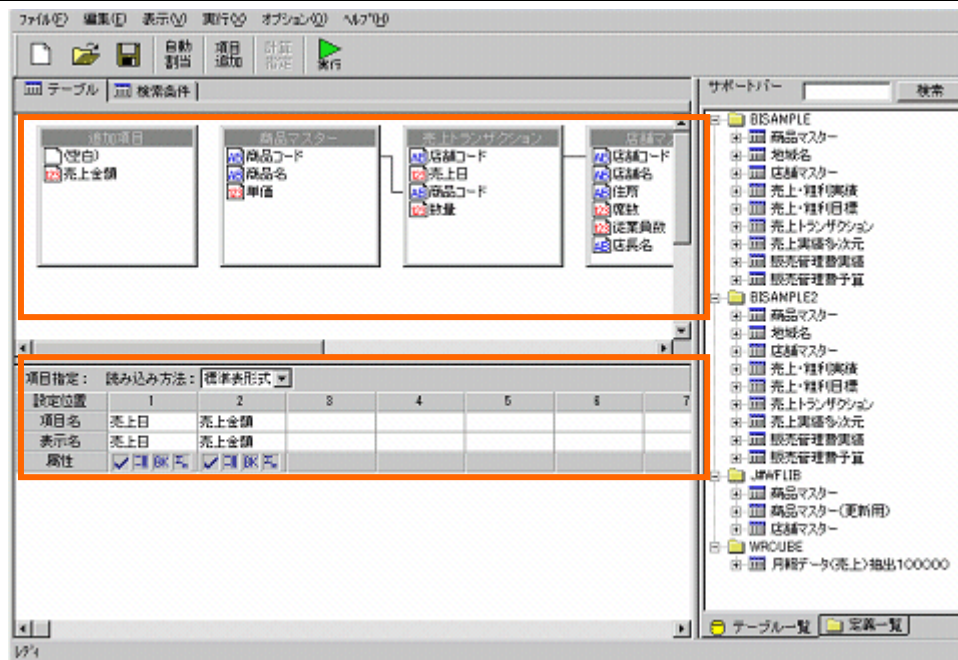 ファイル(F) 編集(E) 表示(V) 実行(X) オプション(O) ヘルプ(H)
自動割当 項目追加 計算指定 実行
テーブル 検索条件
サポートバー 検索
追加項目
(空白)
売上金額
商品マスター
商品コード
商品名
単価
売上トランザクション
店舗コード
売上日
商品コード
数量
店舗マ
店舗コード
店舗名
住所
席数
従業員数
店長名
項目指定: 読み込み方法: 標準表形式
設定位置 1 2 3 4 5 6 7
項目名 売上日 売上金額
表示名 売上日 売上金額
属性
BISAMPLE
商品マスター
地域名
店舗マスター
売上・粗利実績
売上・粗利目標
売上トランザクション
売上実績多次元
販売管理費実績
販売管理費予算
BISAMPLE2
商品マスター
地域名
店舗マスター
売上・粗利実績
売上・粗利目標
売上トランザクション
売上実績多次元
販売管理費実績
販売管理費予算
J#WFLIB
商品マスター
商品マスター(更新用)
店舗マスター
WRCUBE
月報データ(売上)抽出100000
テーブル一覧 定義一覧
レディ